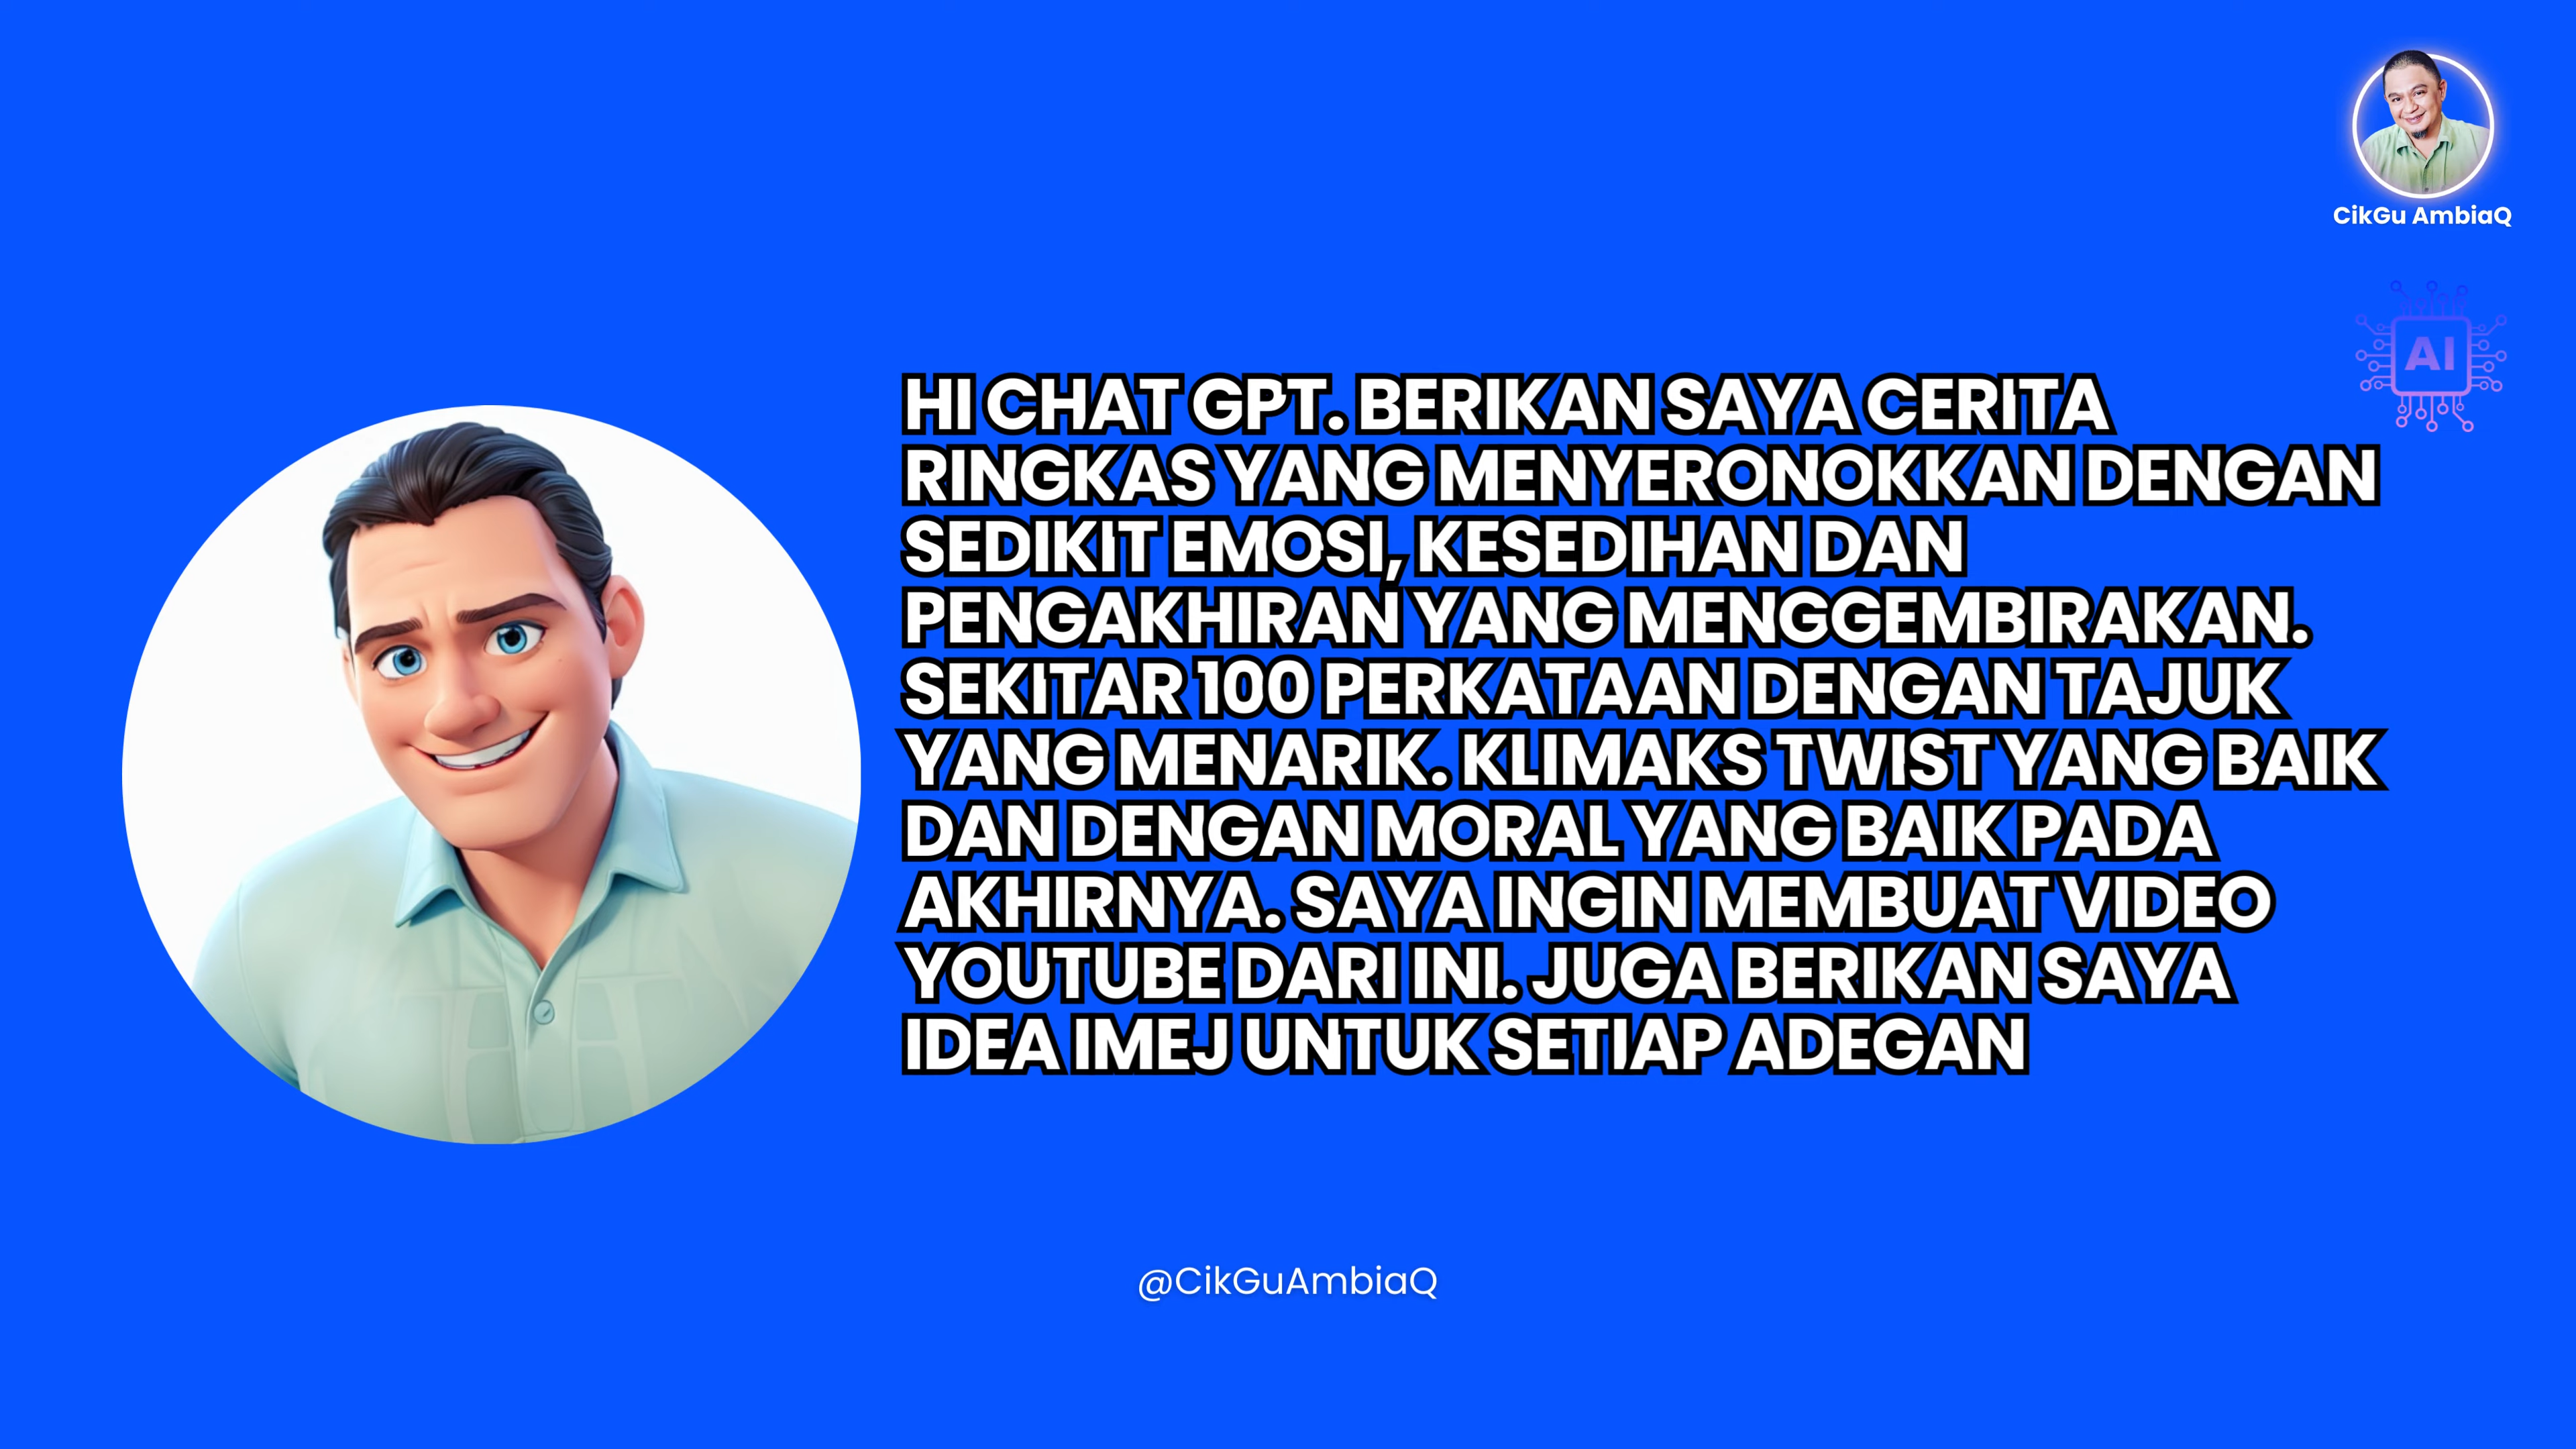 CikGu AmbiaQ
AI
HI CHAT GPT. BERIKAN SAYA CERITA
RINGKAS YANG MENYERONOKKAN DENGAN
SEDIKIT EMOSI, KESEDIHAN DAN
PENGAKHIRAN YANG MENGGEMBIRAKAN.
SEKITAR 100 PERKATAAN DENGAN TAJUK
YANG MENARIK. KLIMAKS TWIST YANG BAIK
DAN DENGAN MORAL YANG BAIK PADA
AKHIRNYA. SAYA INGIN MEMBUAT VIDEO
YOUTUBE DARI INI. JUGA BERIKAN SAYA
IDEA IMEJ UNTUK SETIAP ADEGAN
@CikGuAmbiaQ